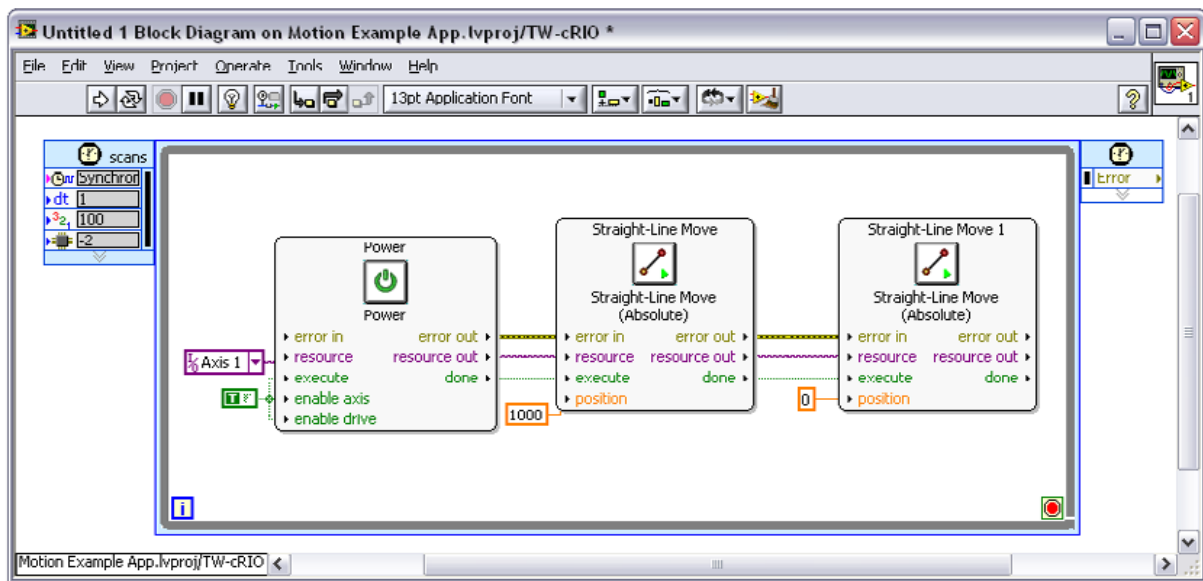 Untitled 1 Block Diagram on Motion Example App.lvproj/TW-cRIO *
File Edit View Project Operate Tools Window Help
13pt Application Font
1
scans
Synchror
dt 1
321 100
-2
Error
Power
Power
error in error out
resource resource out
execute done
enable axis
enable drive
Axis 1
T F
Straight-Line Move
Straight-Line Move
(Absolute)
error in error out
resource resource out
execute done
position
1000
Straight-Line Move 1
Straight-Line Move
(Absolute)
error in error out
resource resource out
execute done
position
0
i
Motion Example App.lvproj/TW-cRIO